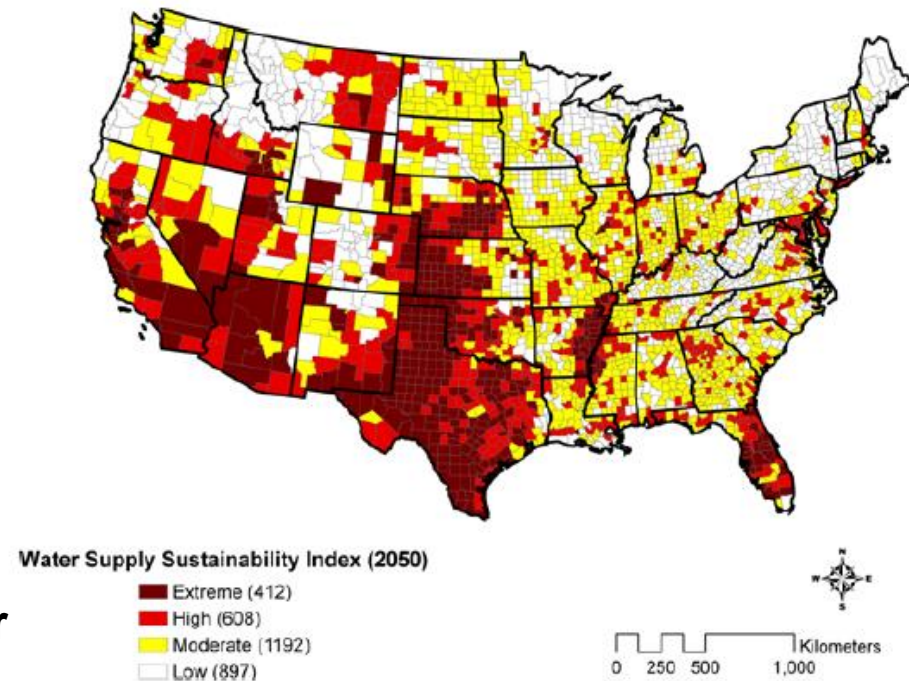 Water Supply Sustainability Index (2050)
Extreme (412)
High (608)
Moderate (1192)
Low (897)
r
N
W E
S
Kilometers
0 250 500 1,000